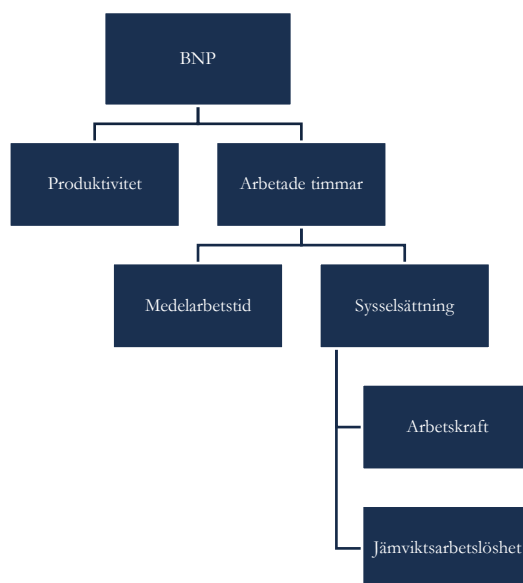 BNP
Produktivitet
Arbetade timmar
Medelarbetstid
Sysselsättning
Arbetskraft
Jämviktsarbetslöshet